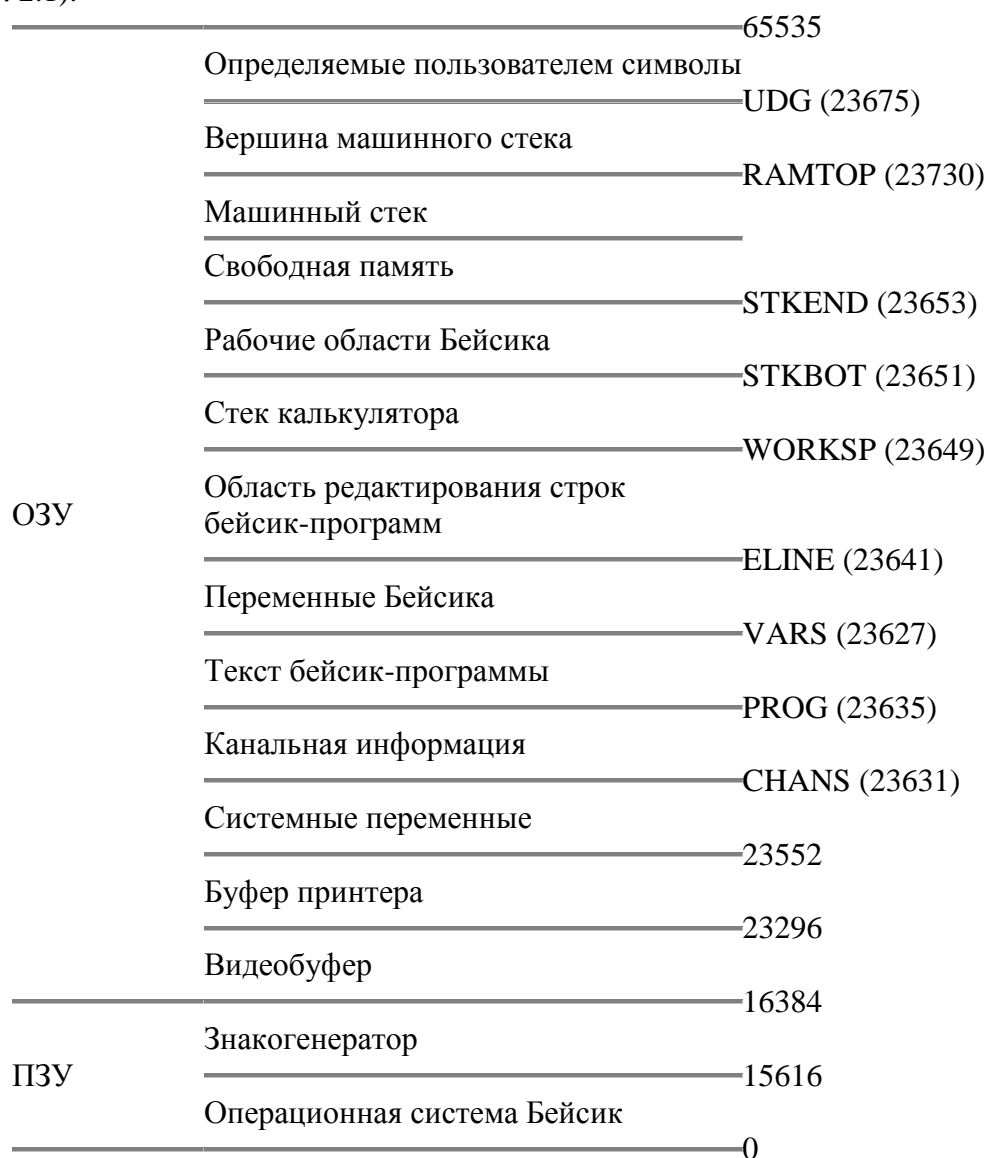 . 2.1).
65535
Определяемые пользователем символы
UDG (23675)
Вершина машинного стека
RAMTOP (23730)
Машинный стек
Свободная память
STKEND (23653)
Рабочие области Бейсика
STKBOT (23651)
Стек калькулятора
WORKSP (23649)
Область редактирования строк
бейсик-программ
ОЗУ
ELINE (23641)
Переменные Бейсика
VARS (23627)
Текст бейсик-программы
PROG (23635)
Канальная информация
CHANS (23631)
Системные переменные
23552
Буфер принтера
23296
Видеобуфер
16384
Знакогенератор
ПЗУ
15616
Операционная система Бейсик
0